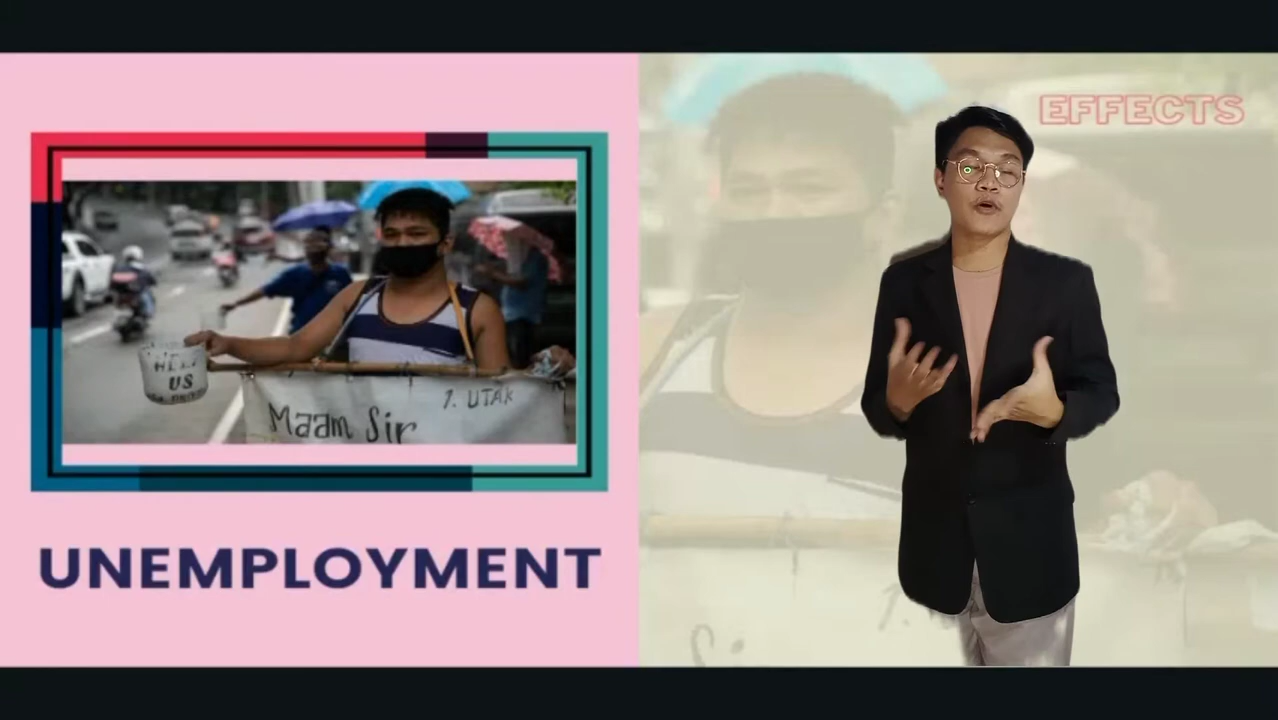 EFFECTS
HELP
US
1. UTAK
Maam Sir
UNEMPLOYMENT